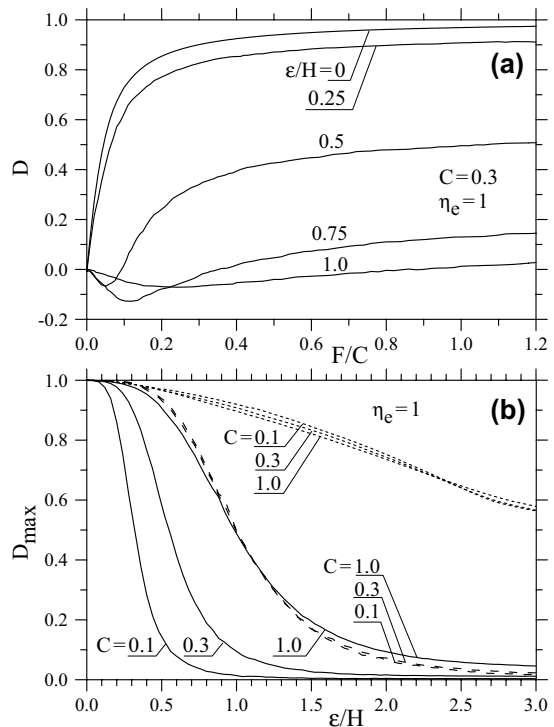 1.0
(a)
ε/H=0
0.8
0.25
0.6
0.5
D
0.4
C=0.3
ηe=1
0.2
0.75
1.0
0.0
-0.2
0.0 0.2 0.4 0.6 0.8 1.0 1.2
F/C
1.0
ηe=1
(b)
C=0.1
0.8
0.3
1.0
0.6
Dmax
0.4
C=1.0
0.3
0.2
0.1
C=0.1 0.3 1.0
0.0
0.0 0.5 1.0 1.5 2.0 2.5 3.0
ε/H